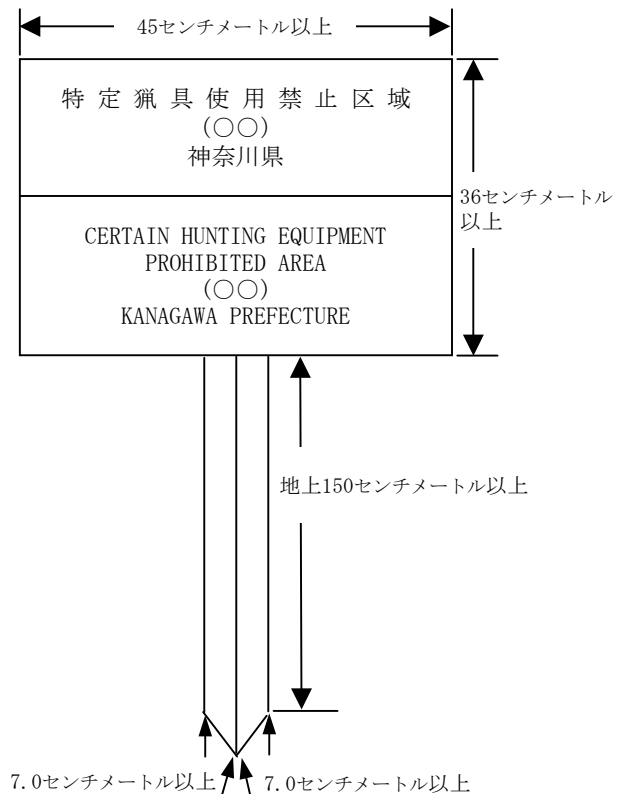 45センチメートル以上
特 定 猟 具 使 用 禁 止 区 域
(○○)
神奈川県
36センチメートル
以上
CERTAIN HUNTING EQUIPMENT
PROHIBITED AREA
(○○)
KANAGAWA PREFECTURE
地上150センチメートル以上
7.0センチメートル以上
7.0センチメートル以上